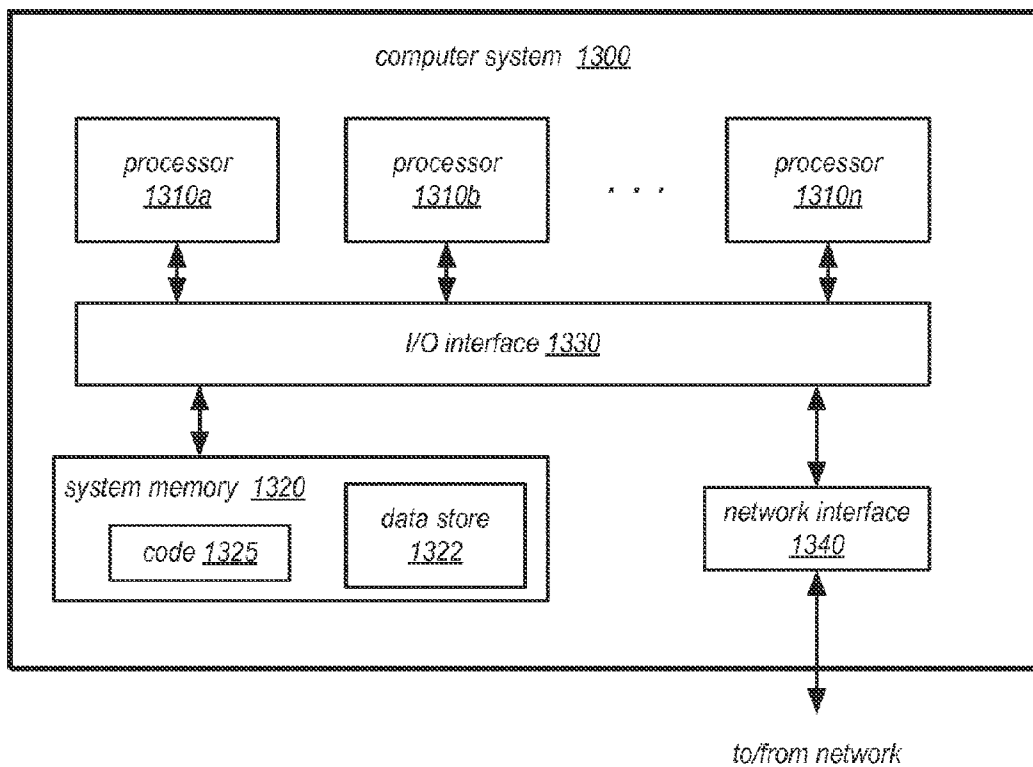 computer system 1300
processor
1310a
processor
1310b
. . .
processor
1310n
I/O interface 1330
system memory 1320
code 1325
data store
1322
network interface
1340
to/from network